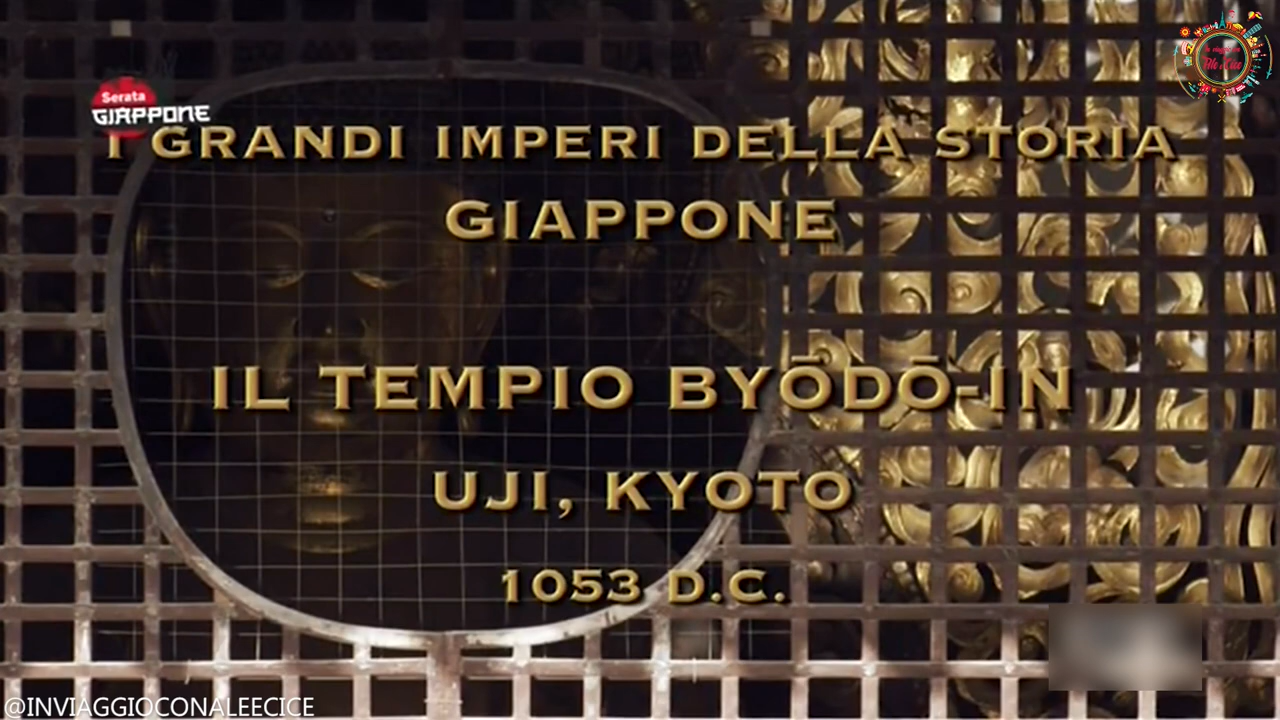 Serata
GIAPPONE
I GRANDI IMPERI DELLA STORIA
GIAPPONE
IL TEMPIO BYŌDŌ-IN
UJI, KYOTO
1053 D.C.
@INVIAGGIOCONALEECICE